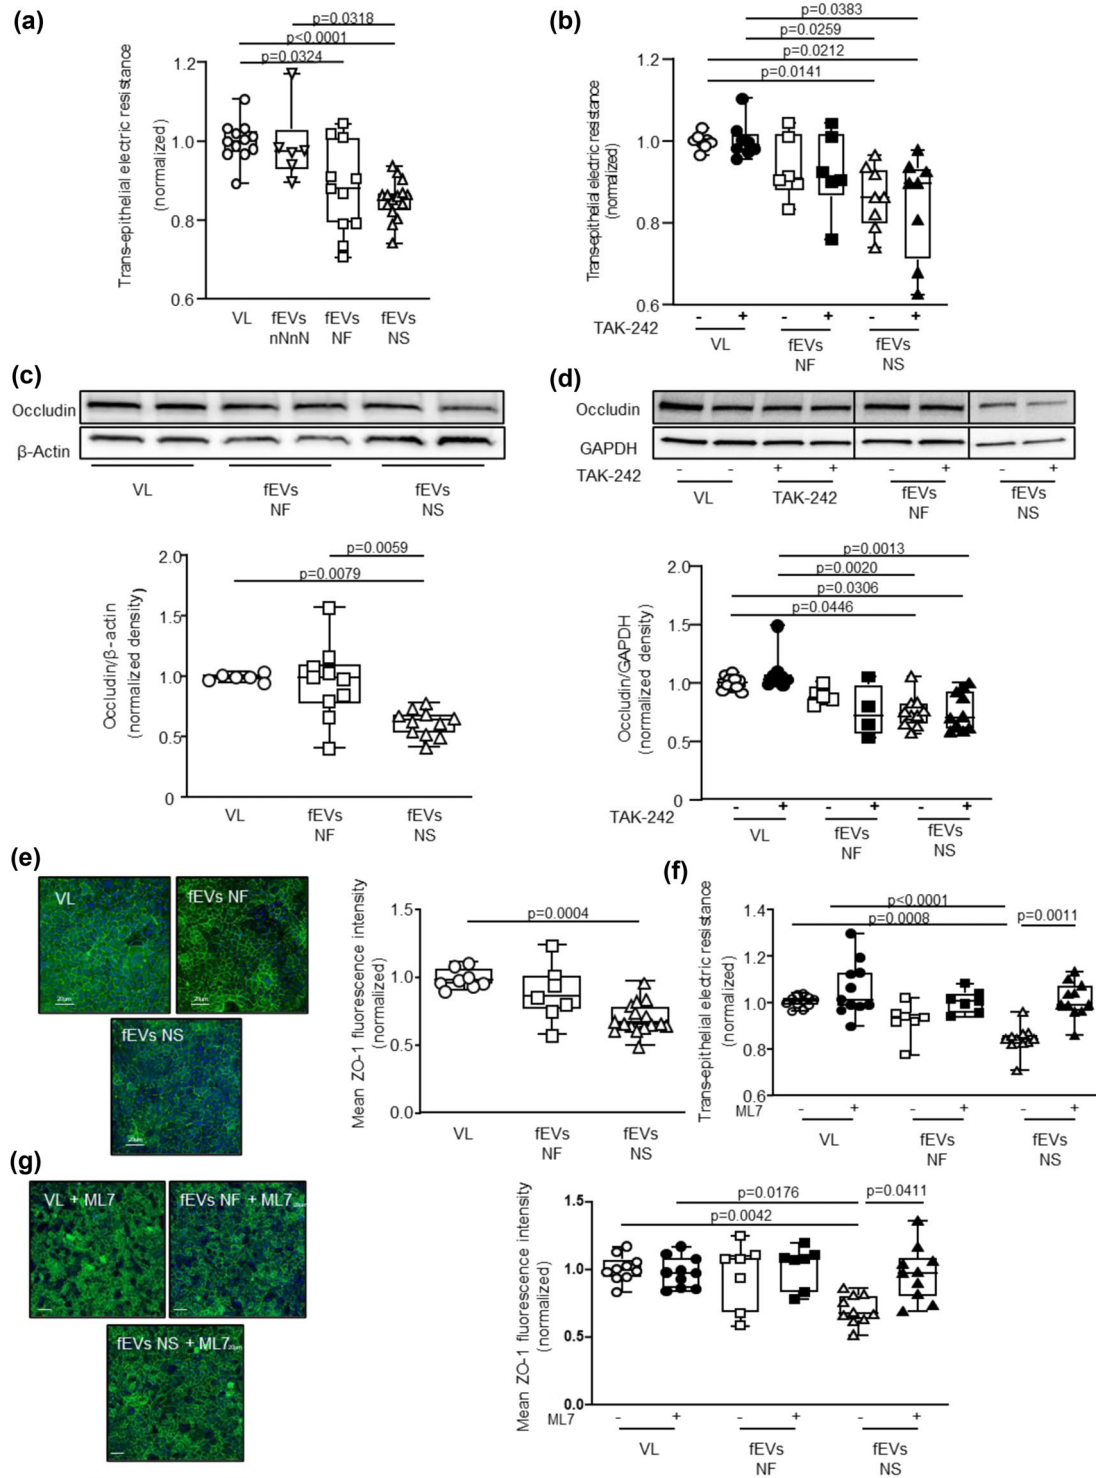 (a)
p=0.0318
p<0.0001
p=0.0324
Trans-epithelial electric resistance
(normalized)
1.2
1.0
0.8
0.6
VL
fEVs
nNnN
fEVs
NF
fEVs
NS
(b)
p=0.0383
p=0.0259
p=0.0212
p=0.0141
Trans-epithelial electric resistance
(normalized)
1.2
1.0
0.8
0.6
TAK-242
- + - + - +
VL
fEVs
NF
fEVs
NS
(c)
Occludin
β-Actin
VL
fEVs
NF
fEVs
NS
p=0.0059
p=0.0079
Occludin/β-actin
(normalized density)
2.0
1.5
1.0
0.5
0
VL
fEVs
NF
fEVs
NS
(d)
Occludin
GAPDH
TAK-242
- - + + - + - +
VL
TAK-242
fEVs
NF
fEVs
NS
p=0.0013
p=0.0020
p=0.0306
p=0.0446
Occludin/GAPDH
(normalized density)
2.0
1.5
1.0
0.5
0
TAK-242
- + - + - +
VL
fEVs
NF
fEVs
NS
(e)
VL
20µm
fEVs NF
20µm
fEVs NS
20µm
Mean ZO-1 fluorescence intensity
(normalized)
1.5
1.0
0.5
0.0
p=0.0004
VL
fEVs
NF
fEVs
NS
(f)
p<0.0001
p=0.0008
p=0.0011
Trans-epithelial electric resistance
(normalized)
1.4
1.2
1.0
0.8
0.6
ML7
- + - + - +
VL
fEVs
NF
fEVs
NS
(g)
VL + ML7
fEVs NF + ML7
20µm
fEVs NS + ML7
20µm
Mean ZO-1 fluorescence intensity
(normalized)
1.5
1.0
0.5
0.0
p=0.0176
p=0.0411
p=0.0042
ML7
- + - + - +
VL
fEVs
NF
fEVs
NS